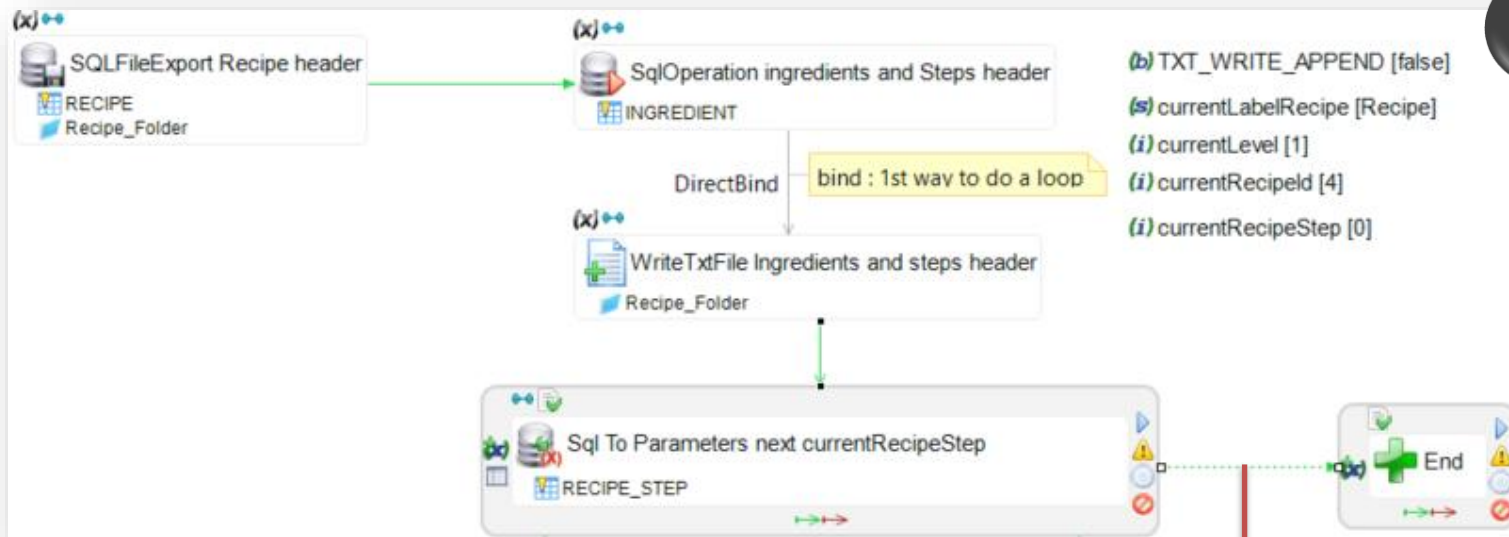 (x)
SQLFileExport Recipe header
RECIPE
Recipe_Folder
(x)
SqlOperation ingredients and Steps header
INGREDIENT
DirectBind
bind : 1st way to do a loop
(x)
WriteTxtFile Ingredients and steps header
Recipe_Folder
(b) TXT_WRITE_APPEND [false]
(s) currentLabelRecipe [Recipe]
(i) currentLevel [1]
(i) currentRecipeId [4]
(i) currentRecipeStep [0]
(x)
Sql To Parameters next currentRecipeStep
(X)
RECIPE_STEP
(x)
End